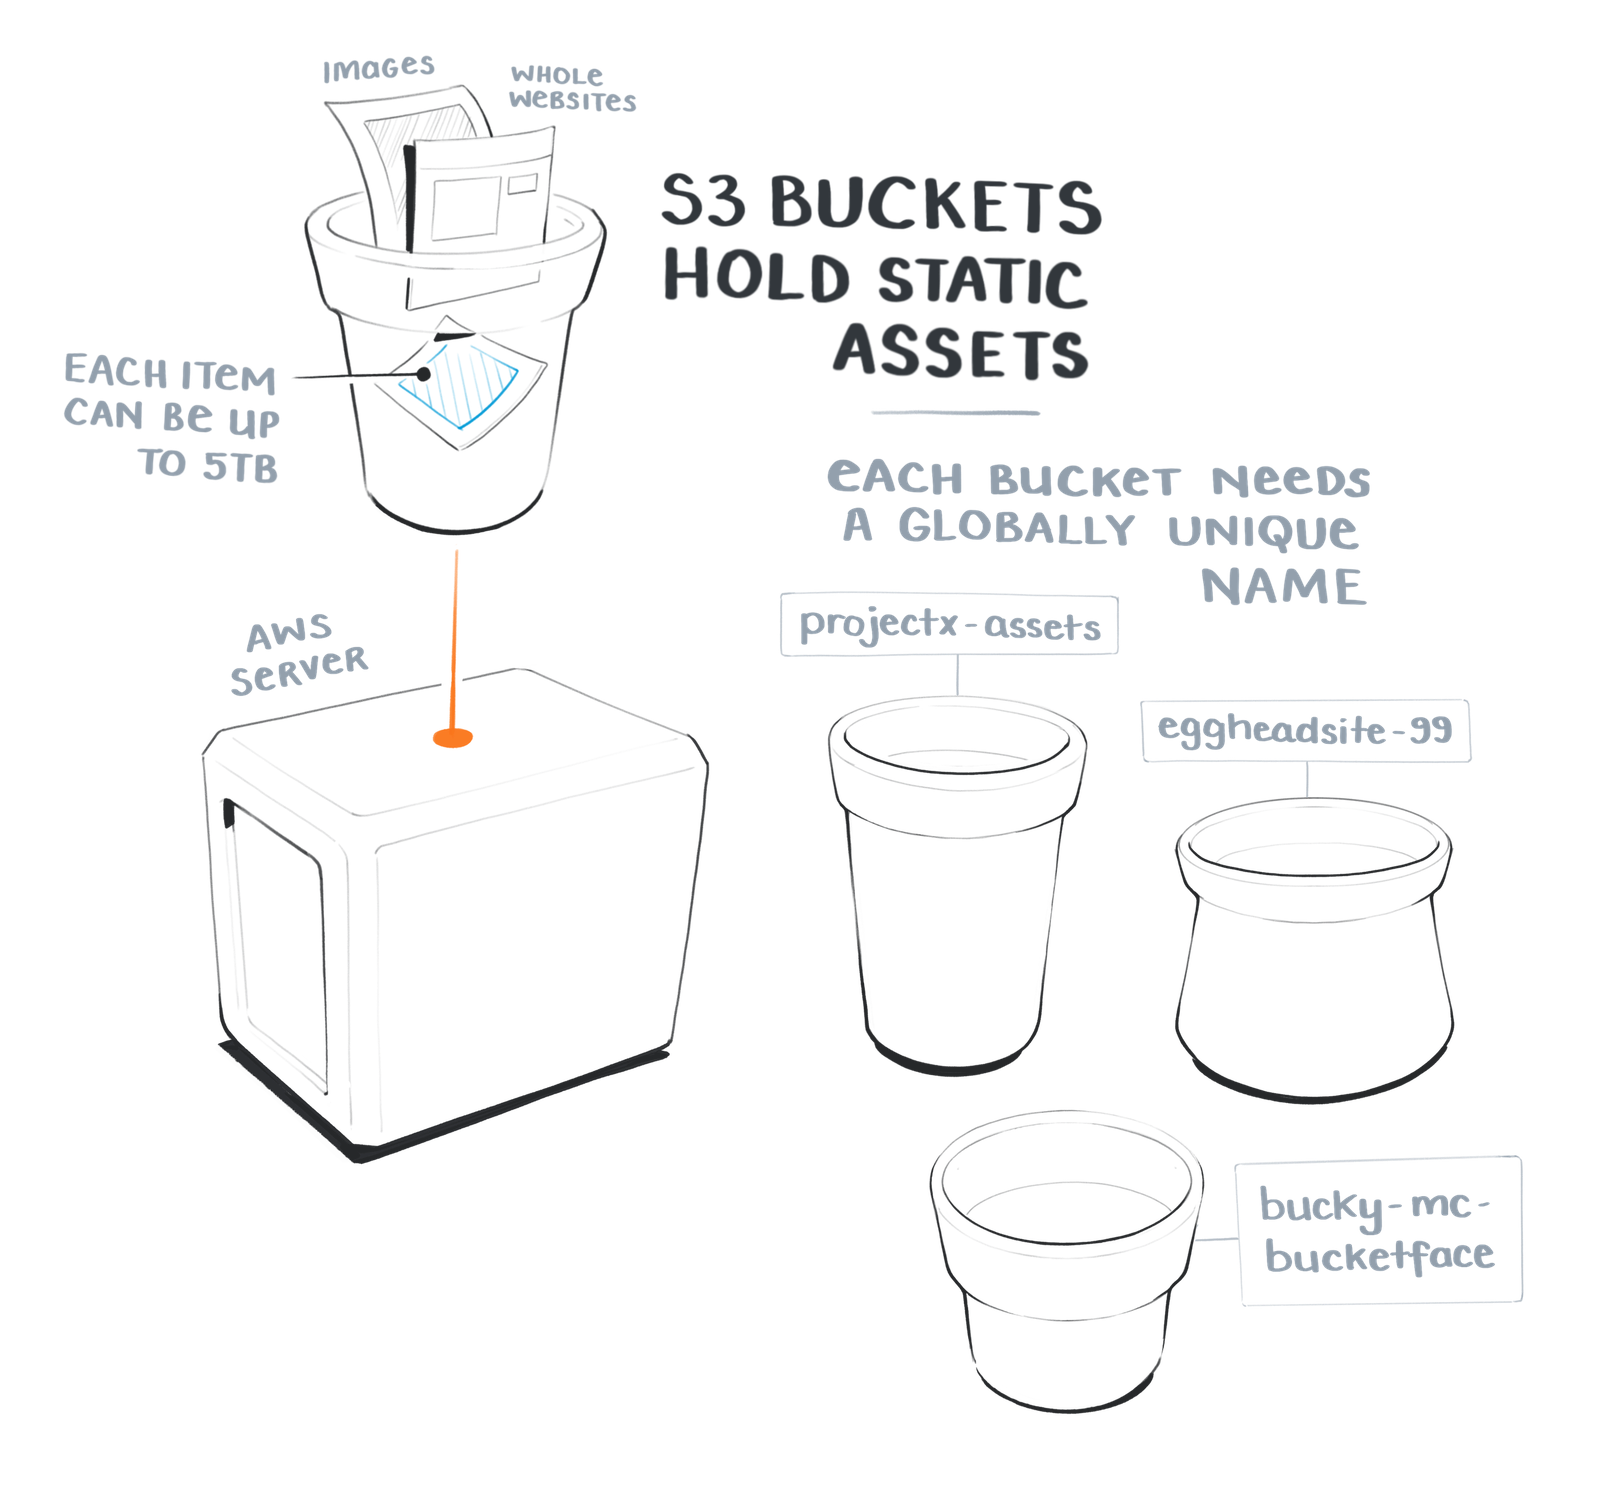 IMAGES
WHOLE
WEBSITES
S3 BUCKETS
HOLD STATIC
ASSETS
EACH ITEM
CAN BE UP
TO 5TB
EACH BUCKET NEEDS
A GLOBALLY UNIQUE
NAME
AWS
SERVER
projectx-assets
eggheadsite-99
bucky-mc-
bucketface